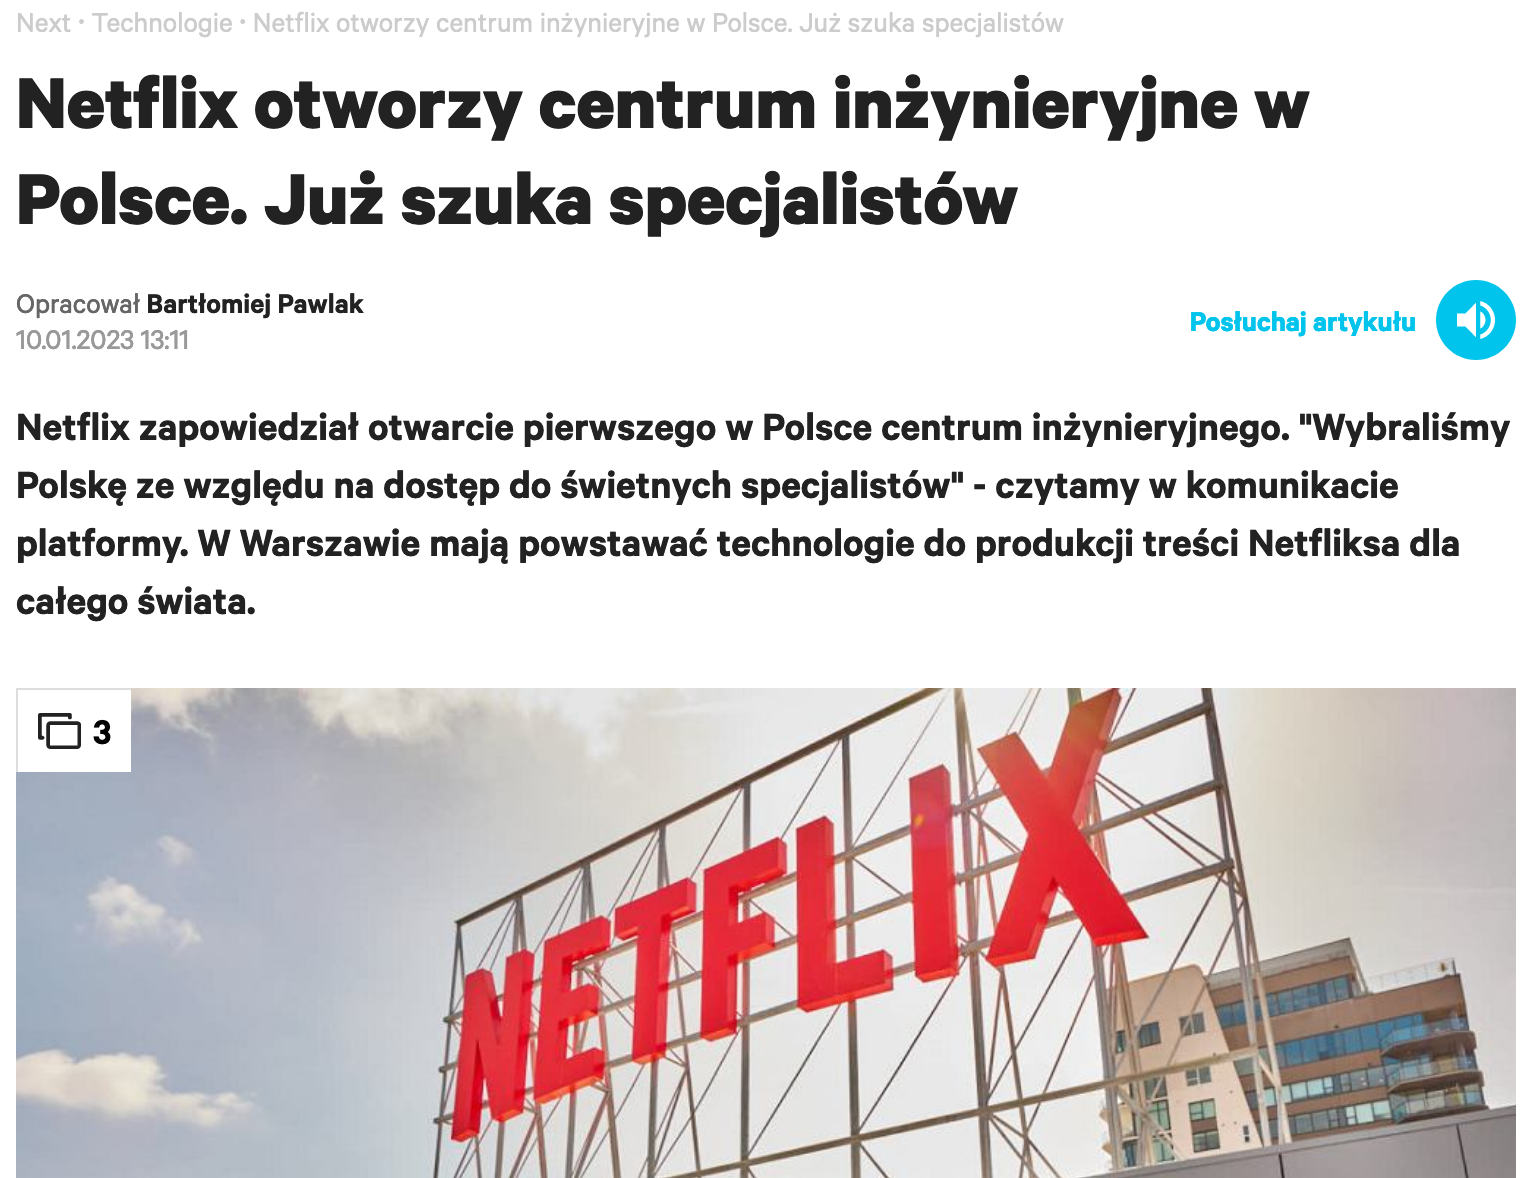 Next • Technologie • Netflix otworzy centrum inżynieryjne w Polsce. Już szuka specjalistów
Netflix otworzy centrum inżynieryjne w
Polsce. Już szuka specjalistów
Opracował Bartłomiej Pawlak
10.01.2023 13:11
Posłuchaj artykułu
Netflix zapowiedział otwarcie pierwszego w Polsce centrum inżynieryjnego. "Wybraliśmy
Polskę ze względu na dostęp do świetnych specjalistów" - czytamy w komunikacie
platformy. W Warszawie mają powstawać technologie do produkcji treści Netfliksa dla
całego świata.
3
NETFLIX